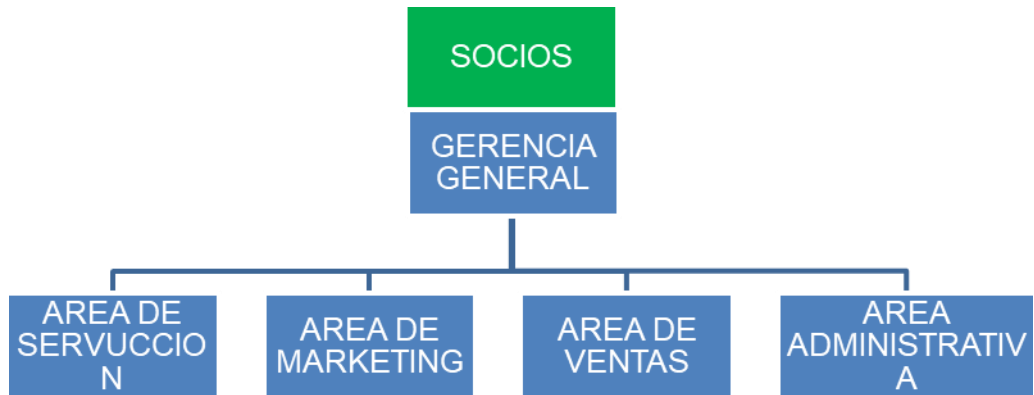 SOCIOS
GERENCIA
GENERAL
AREA DE
SERVUCCIO
N
AREA DE
MARKETING
AREA DE
VENTAS
AREA
ADMINISTRATIV
A